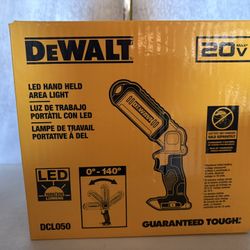 DEWALT
20V
MAX*
LED HAND HELD
AREA LIGHT
LUZ DE TRABAJO
PORTÁTIL CON LED
LAMPE DE TRAVAIL
PORTATIVE À DEL
LED
LUMENS
0° - 140°
DCL050
GUARANTEED TOUGH.